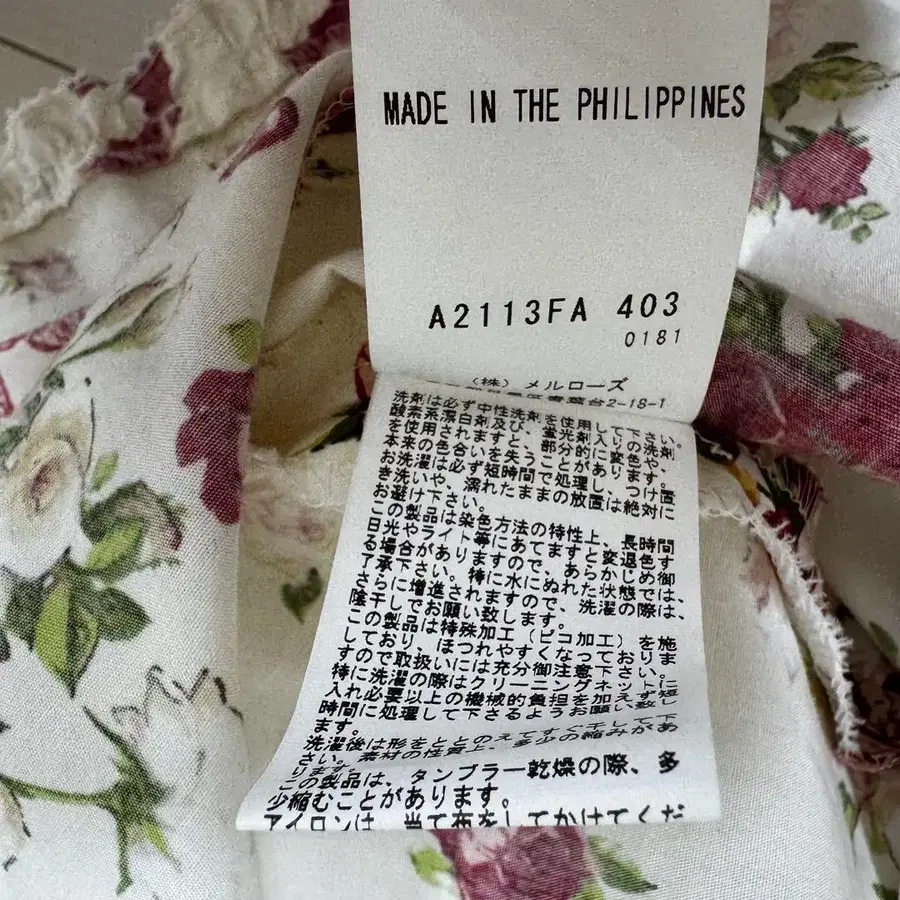 MADE IN THE PHILIPPINES
A2113FA 403
0181
(株) メルローズ
青葉台2-18-1
洗剤は必ず中性洗剤を使用して下さい。
酸素系漂白剤及び、蛍光剤入りの洗剤
を使用されますと、部分的に変色や、
本来の色合いを失うことがあります。
お洗濯は必ず短時間で処理し、つけ置
き洗いや、濡れたままの放置は絶対に
お避け下さい。
この製品は染色方法の特性上、長時間
日光やライト等にあてますと変退色す
る場合がありますので、あらかじめ御
了承下さい。特に水にぬれた状態では、
さらに増進されますので、洗濯の際は、
陰干しでお願い致します。
この製品は特殊加工(ピコ加工)を施
しており、ほつれやすくなっておりま
すので取扱いには充分御注意下さい。
特に洗濯の際はクリーニングネットに
入れ必要以上の機械的負担を加えず短
時間に処理して下さるようお願い致し
ます。
洗濯後は形をととのえてすぐ干して下
さい。素材の性質上、多少の縮みがあ
ります。
この製品は、タンブラー乾燥の際、多
少縮むことがあります。
アイロンは、当て布をしてかけてくだ